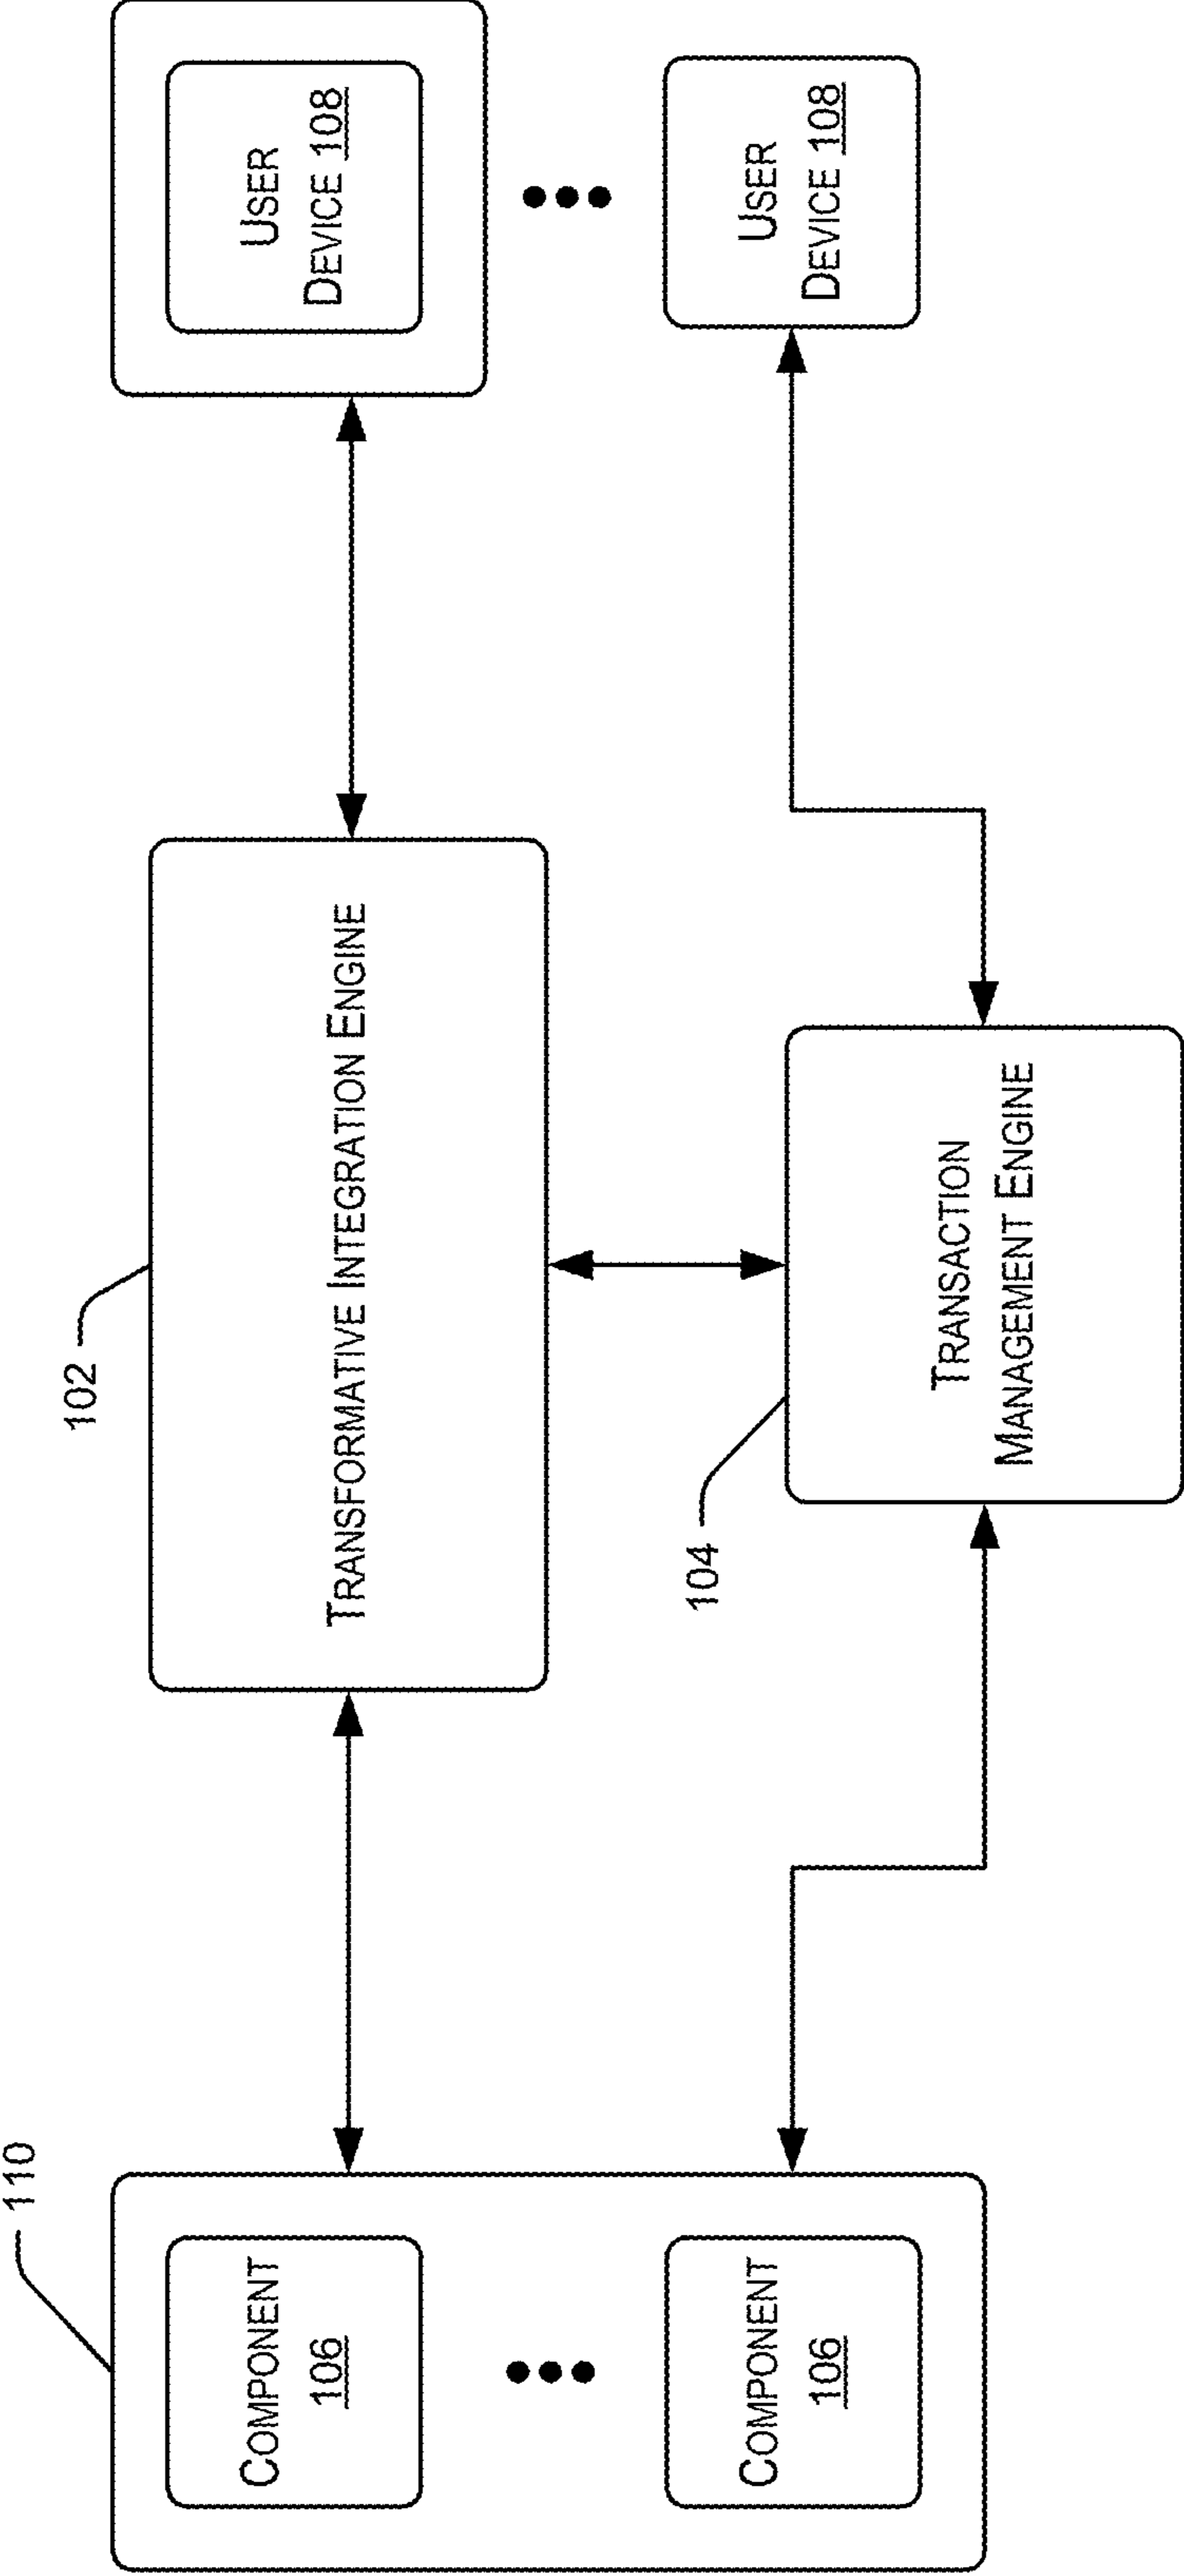 110
COMPONENT
106
COMPONENT
106
102
TRANSFORMATIVE INTEGRATION ENGINE
104
TRANSACTION
MANAGEMENT ENGINE
USER
DEVICE 108
USER
DEVICE 108